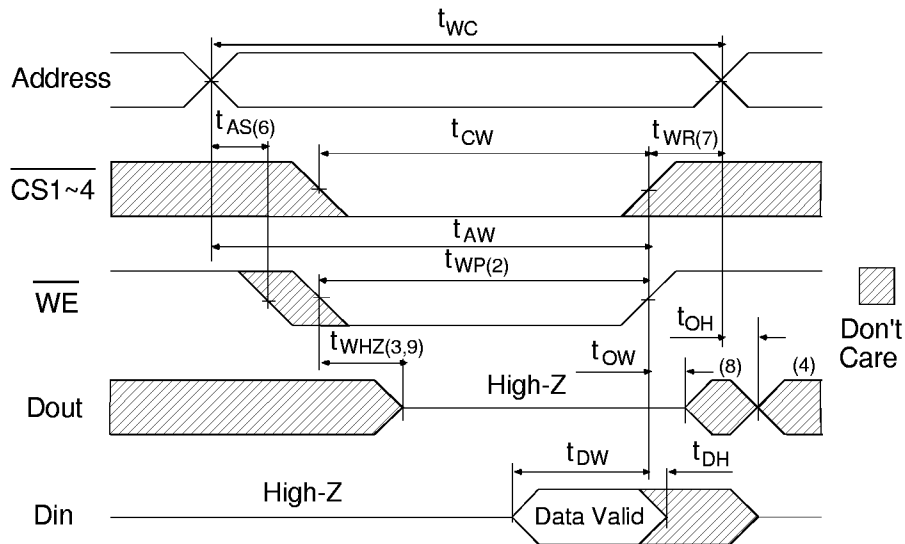 tWC
Address
tAS(6)
tCW
tWR(7)
CS1~4
tAW
tWP(2)
WE
tWHZ(3,9)
tOH
Don't
Care
tOW
(8)
(4)
High-Z
Dout
tDW
tDH
High-Z
Din
Data Valid